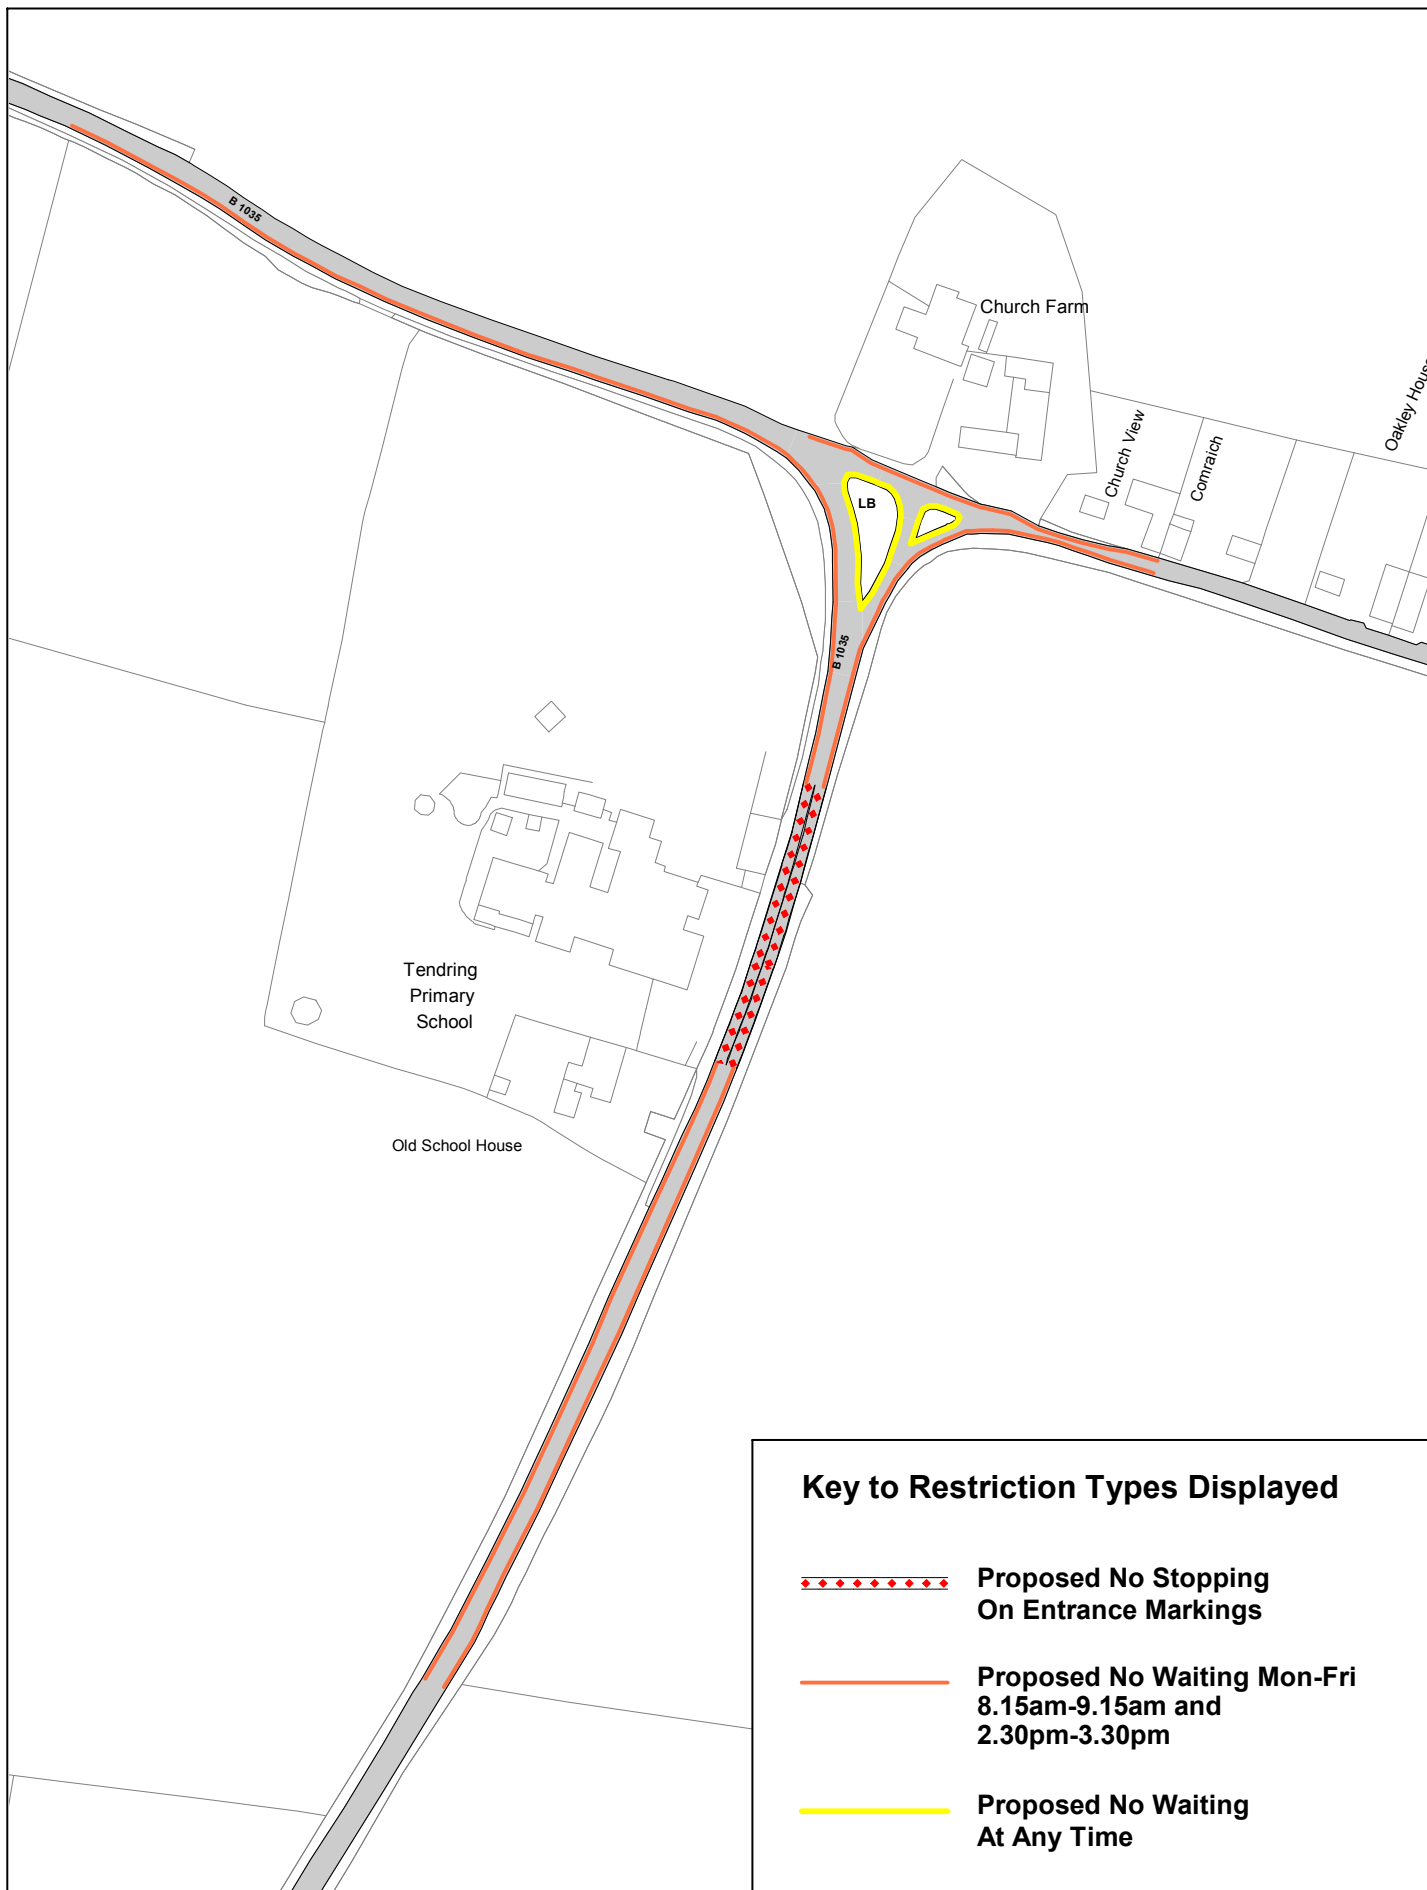 B 1035
Church Farm
Oakley House
Church View
Comraich
LB
B 1035
Tendring
Primary
School
Old School House
Key to Restriction Types Displayed
Proposed No Stopping
On Entrance Markings
Proposed No Waiting Mon-Fri
8.15am-9.15am and
2.30pm-3.30pm
Proposed No Waiting
At Any Time